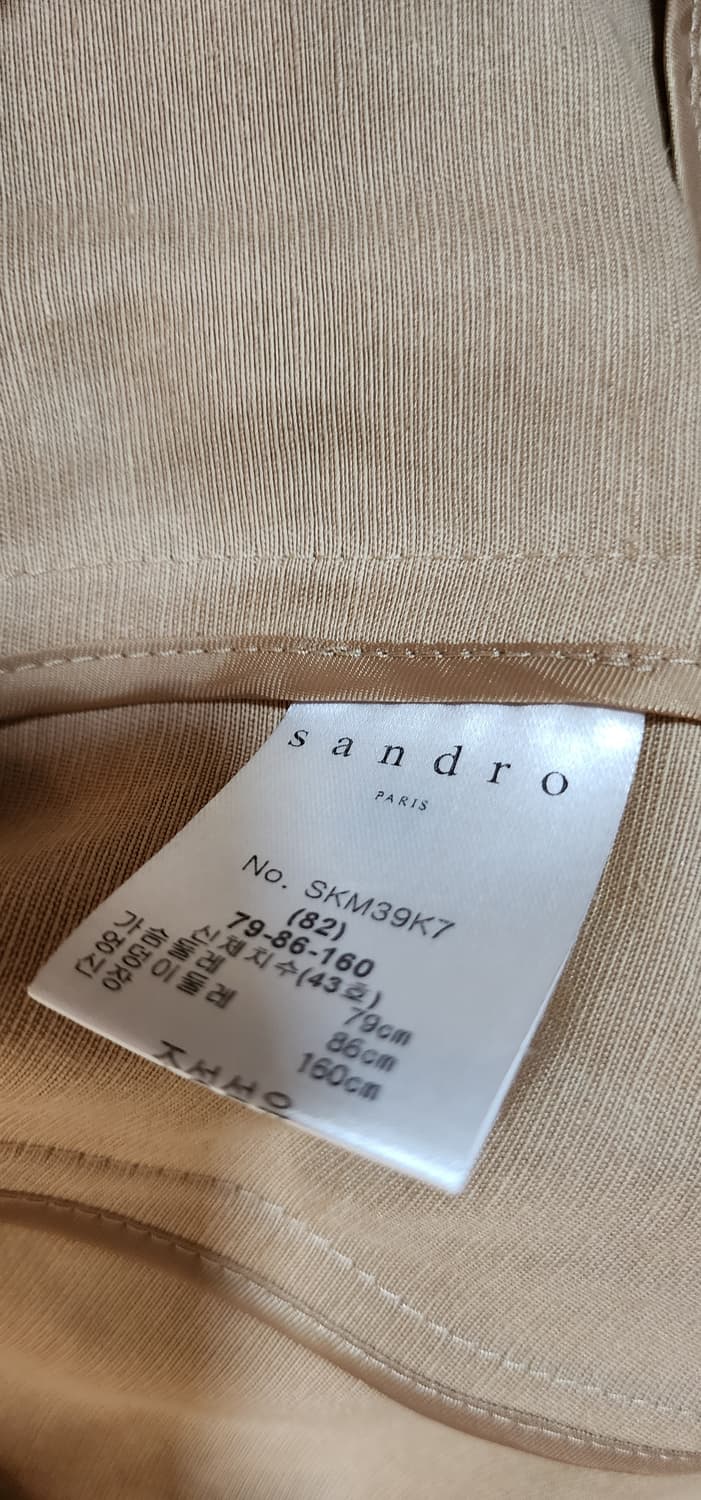 sandro
PARIS
No. SKM39K7
(82)
79-86-160
신체치수(43호)
가슴둘레 79cm
엉덩이둘레 86cm
신장 160cm